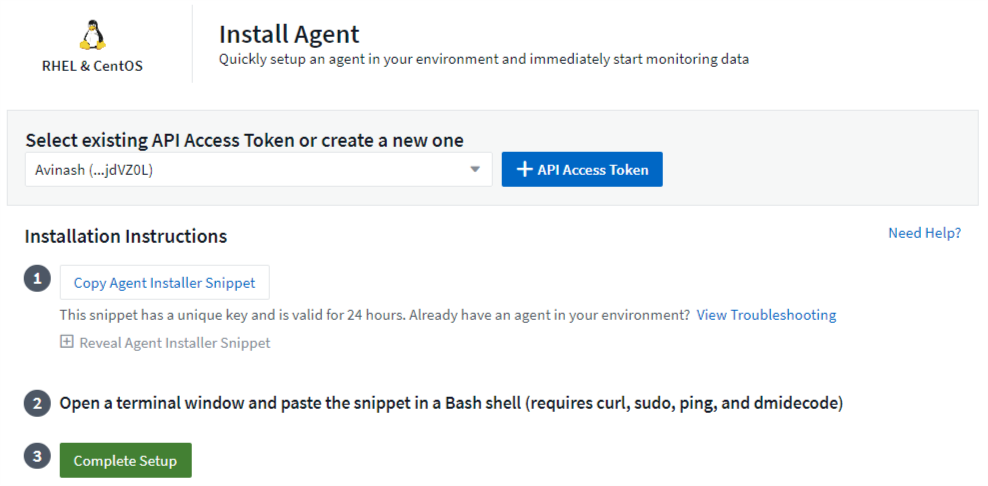 RHEL & CentOS
Install Agent
Quickly setup an agent in your environment and immediately start monitoring data
Select existing API Access Token or create a new one
Avinash (...jdVZ0L)
+ API Access Token
Installation Instructions
Need Help?
1
Copy Agent Installer Snippet
This snippet has a unique key and is valid for 24 hours. Already have an agent in your environment? View Troubleshooting
Reveal Agent Installer Snippet
2 Open a terminal window and paste the snippet in a Bash shell (requires curl, sudo, ping, and dmidecode)
3 Complete Setup